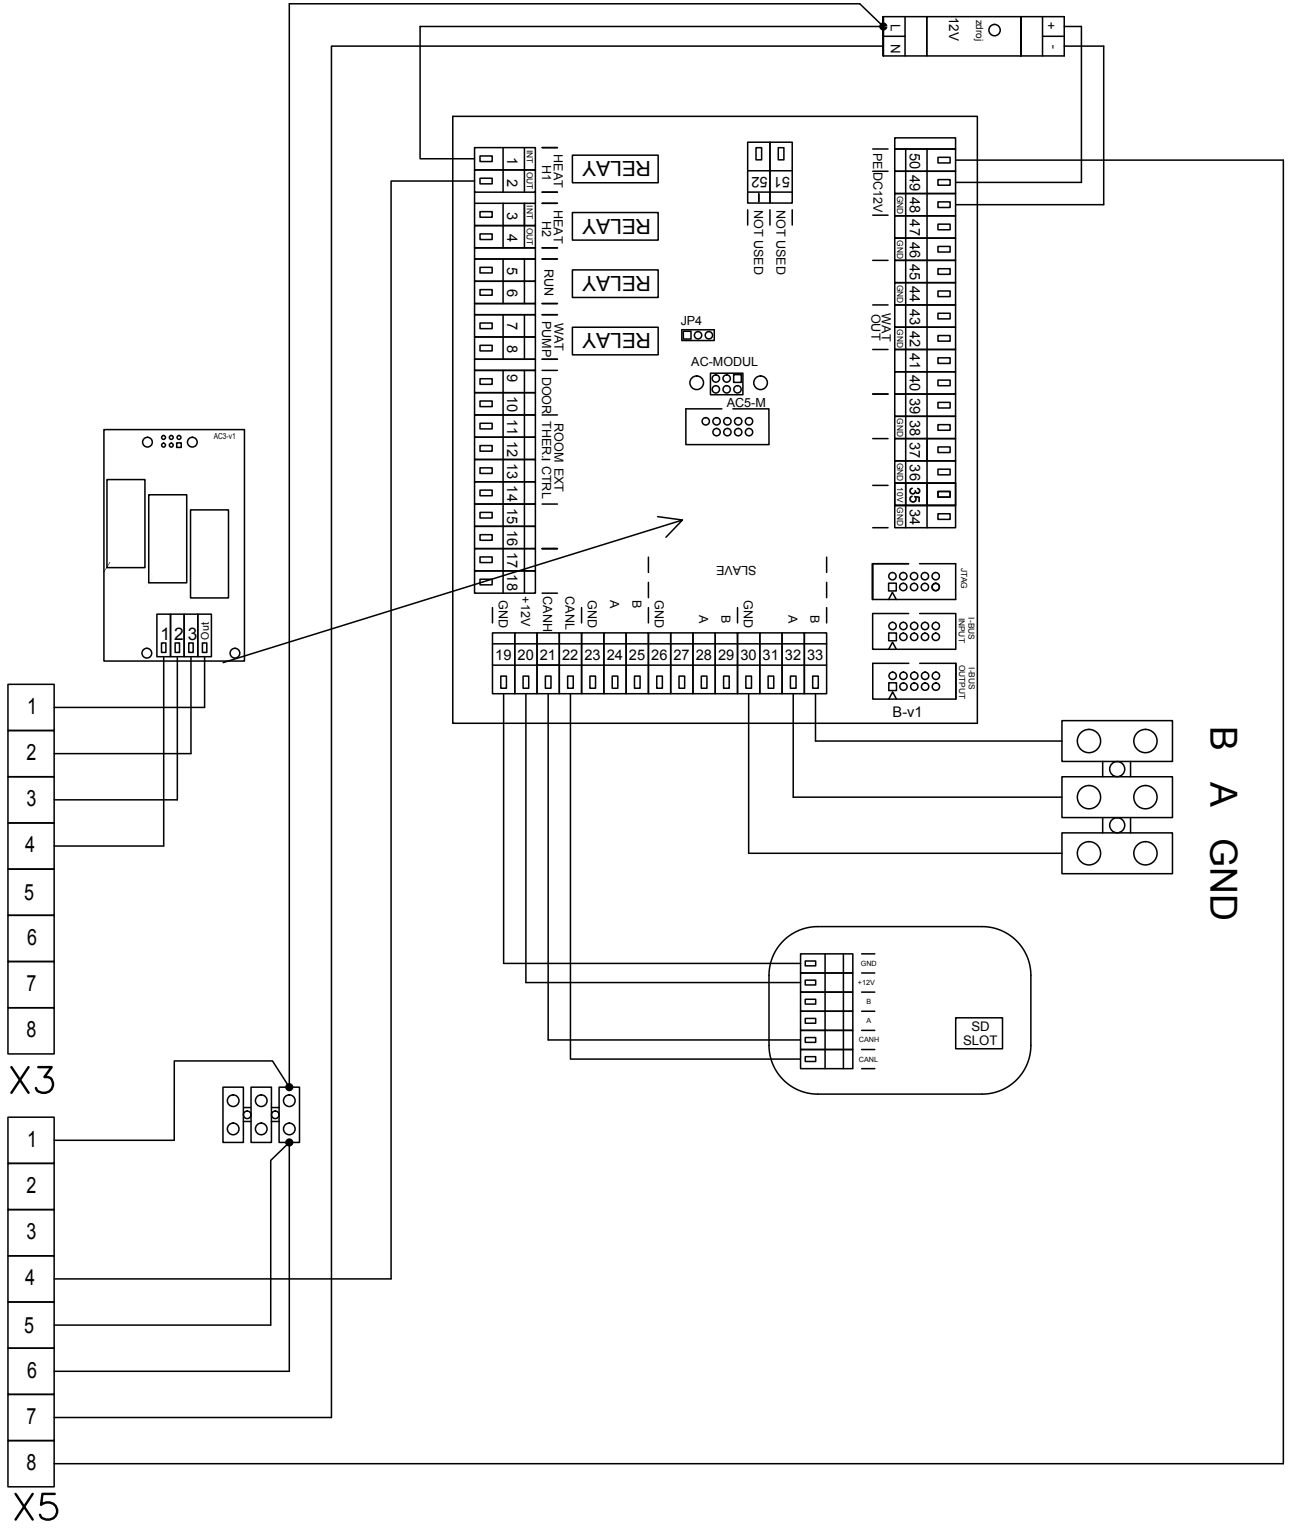 L
N
12V
zdroj
+
-
1 INT
2 OUT
HEAT
H1
3 INT
4 OUT
HEAT
H2
5
6
RUN
7
8
WAT
PUMP
9
10
DOOR
11
12
13
14
ROOM EXT
THER.I CTRL
15
16
17
18
RELAY
RELAY
RELAY
RELAY
52
51
NOT USED
NOT USED
JP4
AC-MODUL
AC5-M
PE
DC12V
50
49
GND 48
47
GND 46
45
GND 44
43
GND 42
WAT
OUT
41
40
39
GND 38
37
GND 36
10V 35
GND 34
SLAVE
GND
+12V
CANH
CANL
GND
A
B
GND
A
B
GND
A
B
19 20 21 22 23 24 25 26 27 28 29 30 31 32 33
JTAG
I-BUS
INPUT
I-BUS
OUTPUT
B-v1
AC3-v1
1 2 3 Out
1
2
3
4
5
6
7
8
X3
1
2
3
4
5
6
7
8
X5
B
A
GND
GND
+12V
B
A
CANH
CANL
SD
SLOT